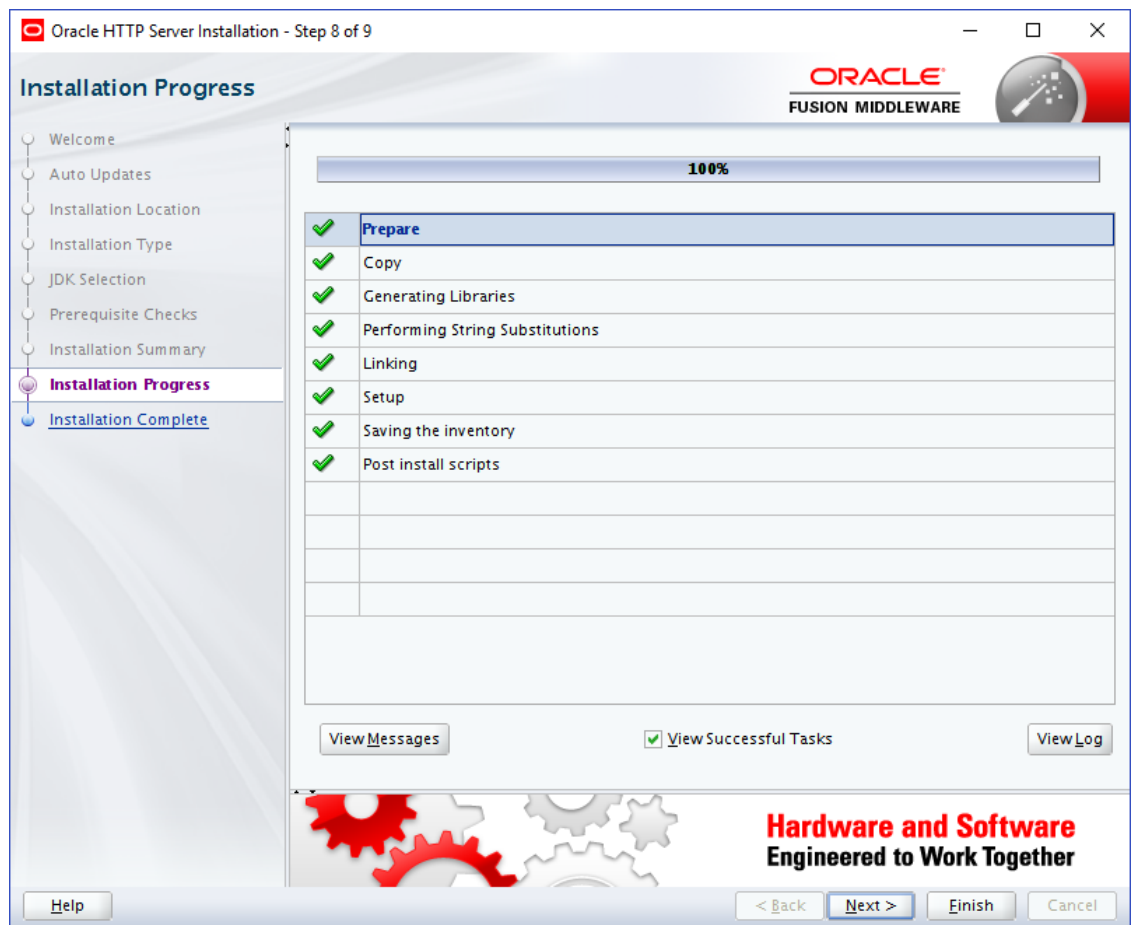 Oracle HTTP Server Installation - Step 8 of 9
Installation Progress
ORACLE
FUSION MIDDLEWARE
Welcome
Auto Updates
Installation Location
Installation Type
JDK Selection
Prerequisite Checks
Installation Summary
Installation Progress
Installation Complete
100%
Prepare
Copy
Generating Libraries
Performing String Substitutions
Linking
Setup
Saving the inventory
Post install scripts
View Messages
View Successful Tasks
View Log
Hardware and Software
Engineered to Work Together
Help
< Back
Next >
Finish
Cancel